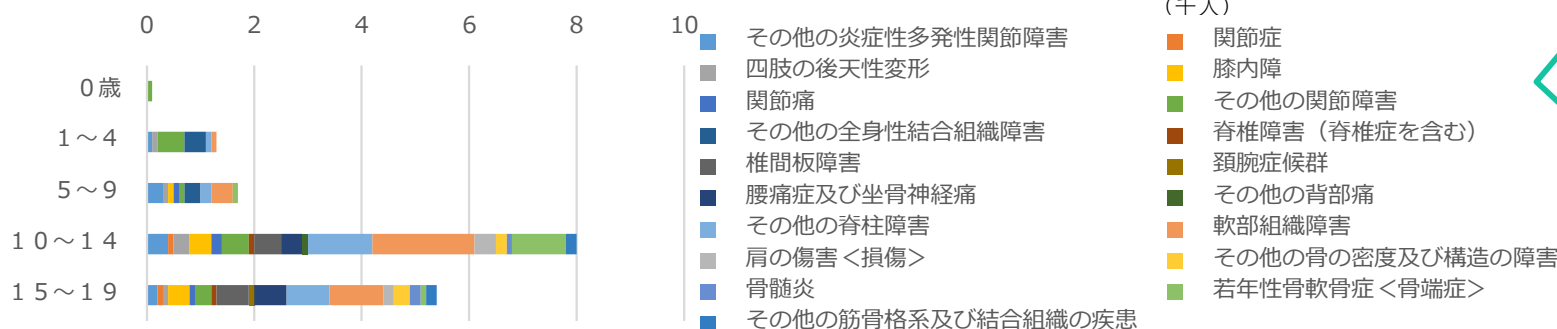 (千人)
0 2 4 6 8 10
0歳
1～4
5～9
10～14
15～19
その他の炎症性多発性関節障害
関節症
四肢の後天性変形
膝内障
関節痛
その他の関節障害
その他の全身性結合組織障害
脊椎障害（脊椎症を含む）
椎間板障害
頚腕症候群
腰痛症及び坐骨神経痛
その他の背部痛
その他の脊柱障害
軟部組織障害
肩の傷害<損傷>
その他の骨の密度及び構造の障害
骨髄炎
若年性骨軟骨症<骨端症>
その他の筋骨格系及び結合組織の疾患